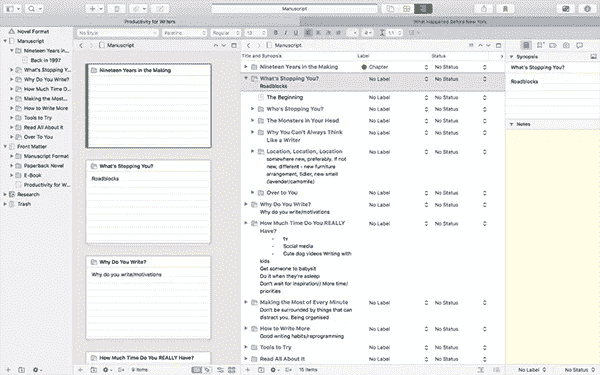 Manuscript
Productivity for Writers
What Happened Before New York
Novel Format
Manuscript
Nineteen Years in...
Back in 1997
What's Stopping Y...
Why Do You Write?
How Much Time Do...
Making the Most...
How to Write More
Tools to Try
Read All About it
Over To You
Front Matter
Manuscript Format
Paperback Novel
E-Book
Productivity for W...
Research
Trash
No Style
Regular
Manuscript
Nineteen Years in the Making
What's Stopping You?
Roadblocks
Why Do You Write?
Why do you write/motivations
How Much Time Do You REALLY Have?
9 items
Manuscript
Title and Synopsis Label Status
Nineteen Years in the Making Chapter No Status
What's Stopping You? No Label No Status
Roadblocks
The Beginning No Label No Status
Who's Stopping You? No Label No Status
The Monsters in Your Head No Label No Status
Why You Can't Always Think No Label No Status
Like a Writer
Location, Location, Location No Label No Status
somewhere new, preferably. If not
new, different - new furniture
arrangement, fidler, new smell
(lavender/camomile)
Over to You No Label No Status
Why Do You Write? No Label No Status
Why do you write/motivations
How Much Time Do You REALLY No Label No Status
Have?
- tv
- Social media
- Cute dog videos Writing with
kids
Get someone to babysit
Do it when they're asleep
Don't wait for inspiration// More time/
priorities
Making the Most of Every Minute No Label No Status
Don't be surrounded by things that
can distract you. Being organised
How to Write More No Label No Status
Good writing habits/reprogramming
Tools to Try No Label No Status
Read All About it No Label No Status
15 items
Synopsis
What's Stopping You?
Roadblocks
Notes
No Label No Status